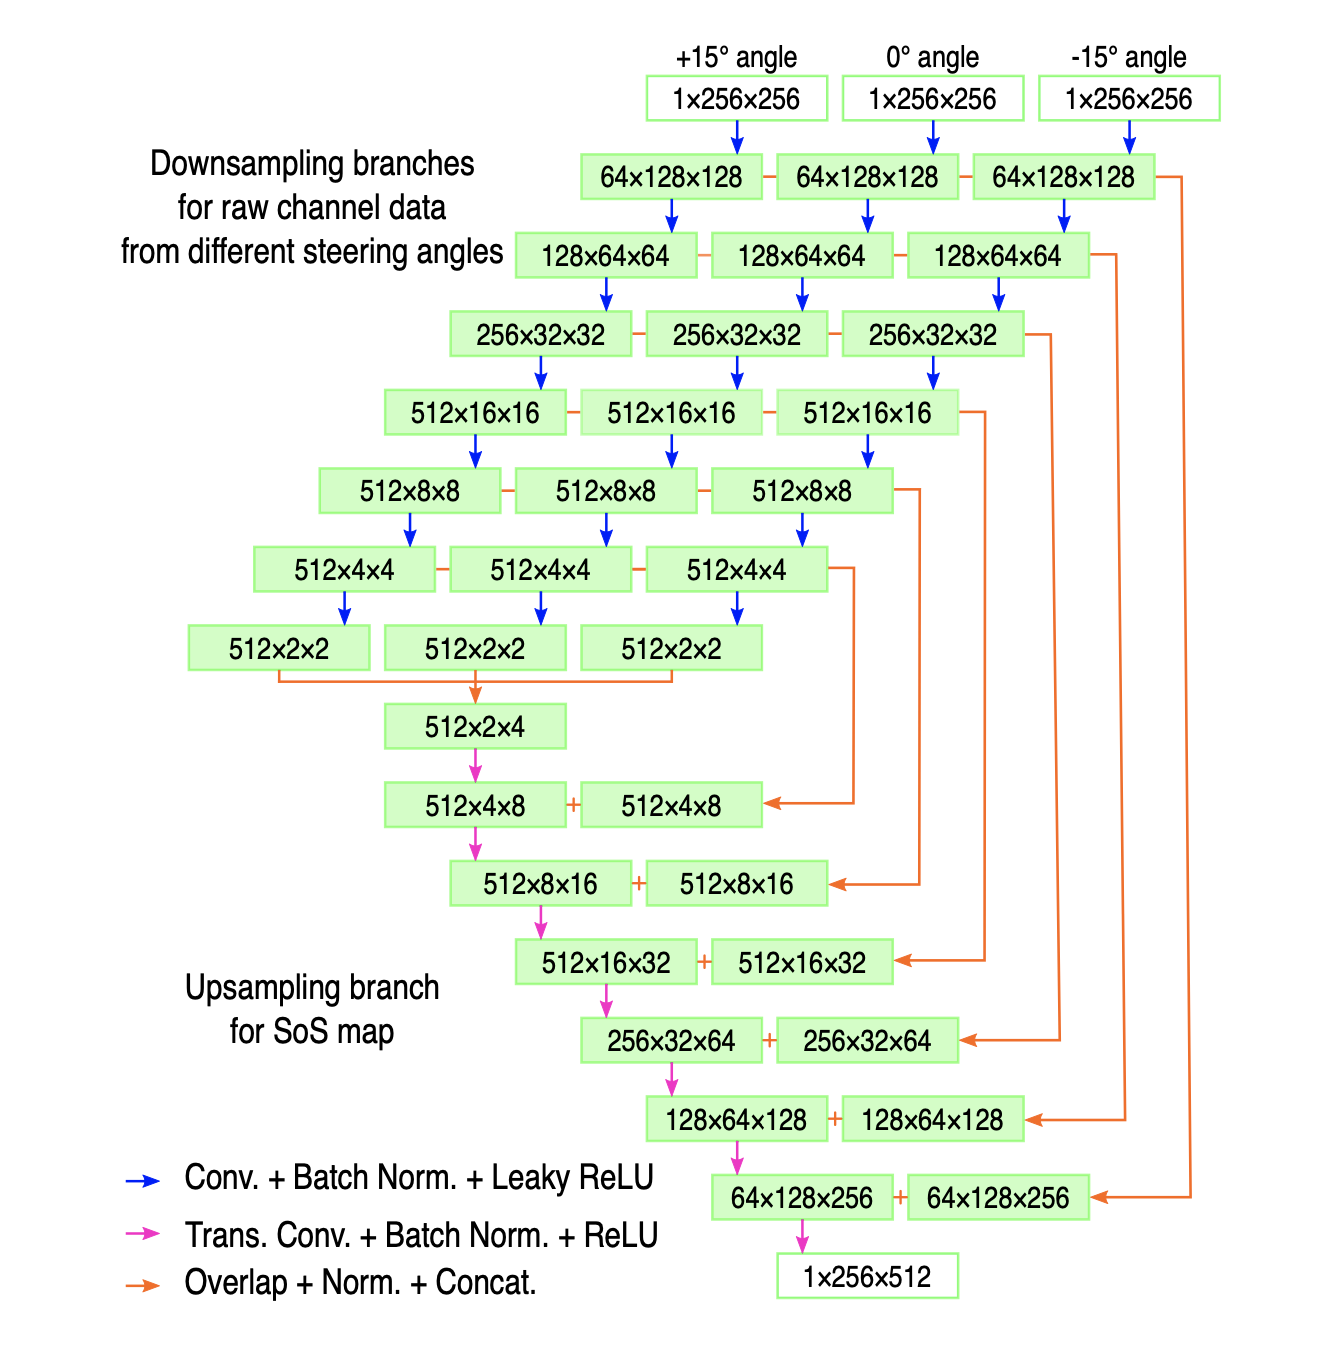 +15° angle 0° angle -15° angle
1×256×256 1×256×256 1×256×256
Downsampling branches
for raw channel data
from different steering angles
64×128×128 64×128×128 64×128×128
128×64×64 128×64×64 128×64×64
256×32×32 256×32×32 256×32×32
512×16×16 512×16×16 512×16×16
512×8×8 512×8×8 512×8×8
512×4×4 512×4×4 512×4×4
512×2×2 512×2×2 512×2×2
512×2×4
512×4×8 + 512×4×8
512×8×16 + 512×8×16
512×16×32 + 512×16×32
Upsampling branch
for SoS map
256×32×64 + 256×32×64
128×64×128 + 128×64×128
64×128×256 + 64×128×256
1×256×512
Conv. + Batch Norm. + Leaky ReLU
Trans. Conv. + Batch Norm. + ReLU
Overlap + Norm. + Concat.